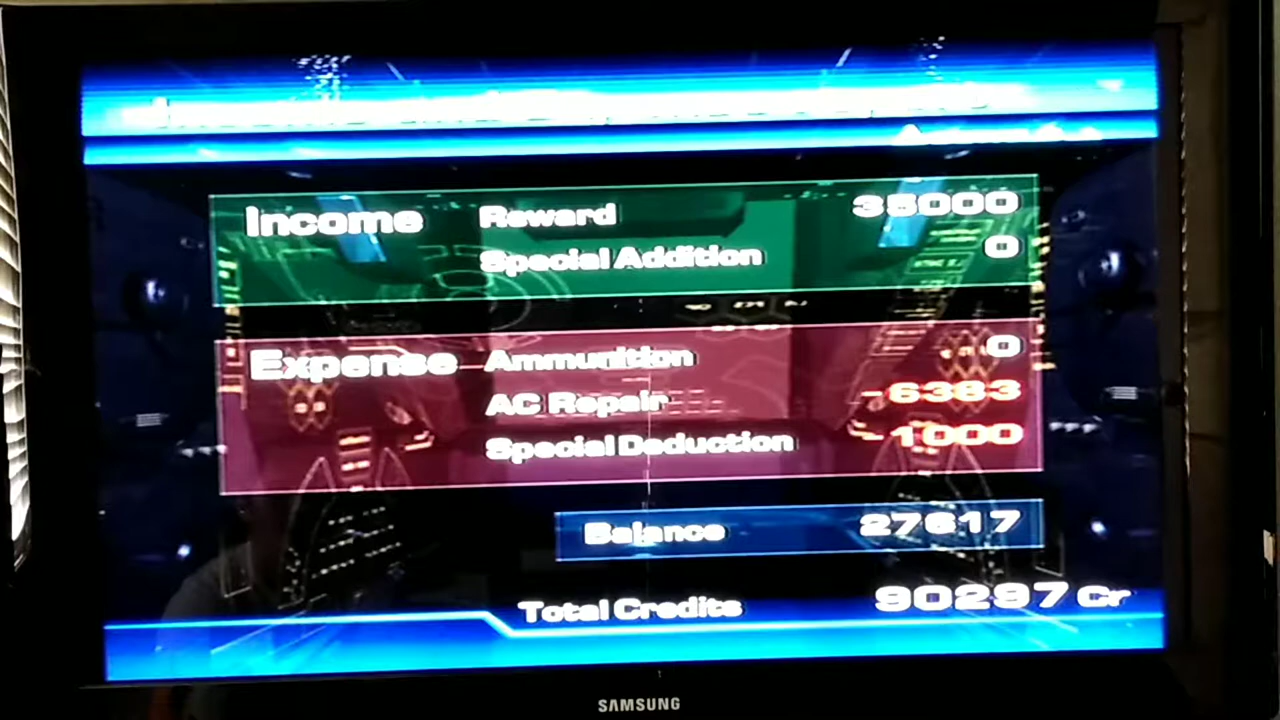 Income Reward 35000
Special Addition 0
Expense Ammunition 0
AC Repair -6383
Special Deduction -1000
Balance 27617
Total Credits 90297 Cr
SAMSUNG